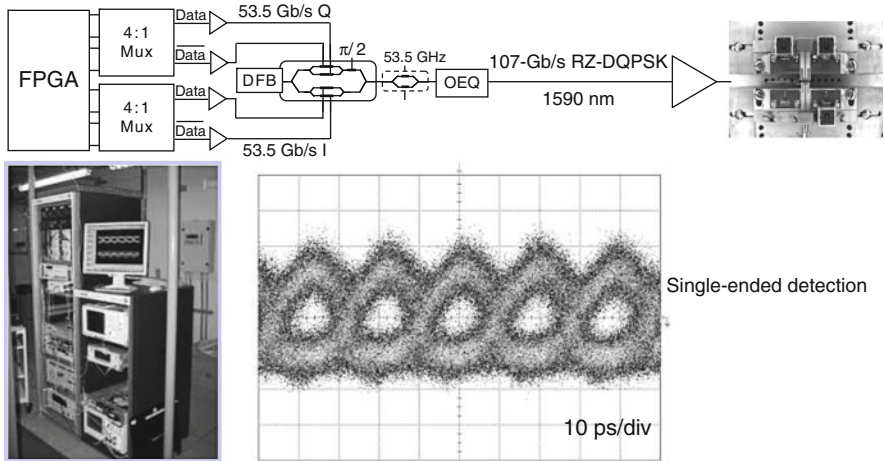 FPGA
4:1
Mux
4:1
Mux
Data
Data
Data
Data
53.5 Gb/s Q
53.5 Gb/s I
π/2
DFB
53.5 GHz
OEQ
107-Gb/s RZ-DQPSK
1590 nm
Single-ended detection
10 ps/div